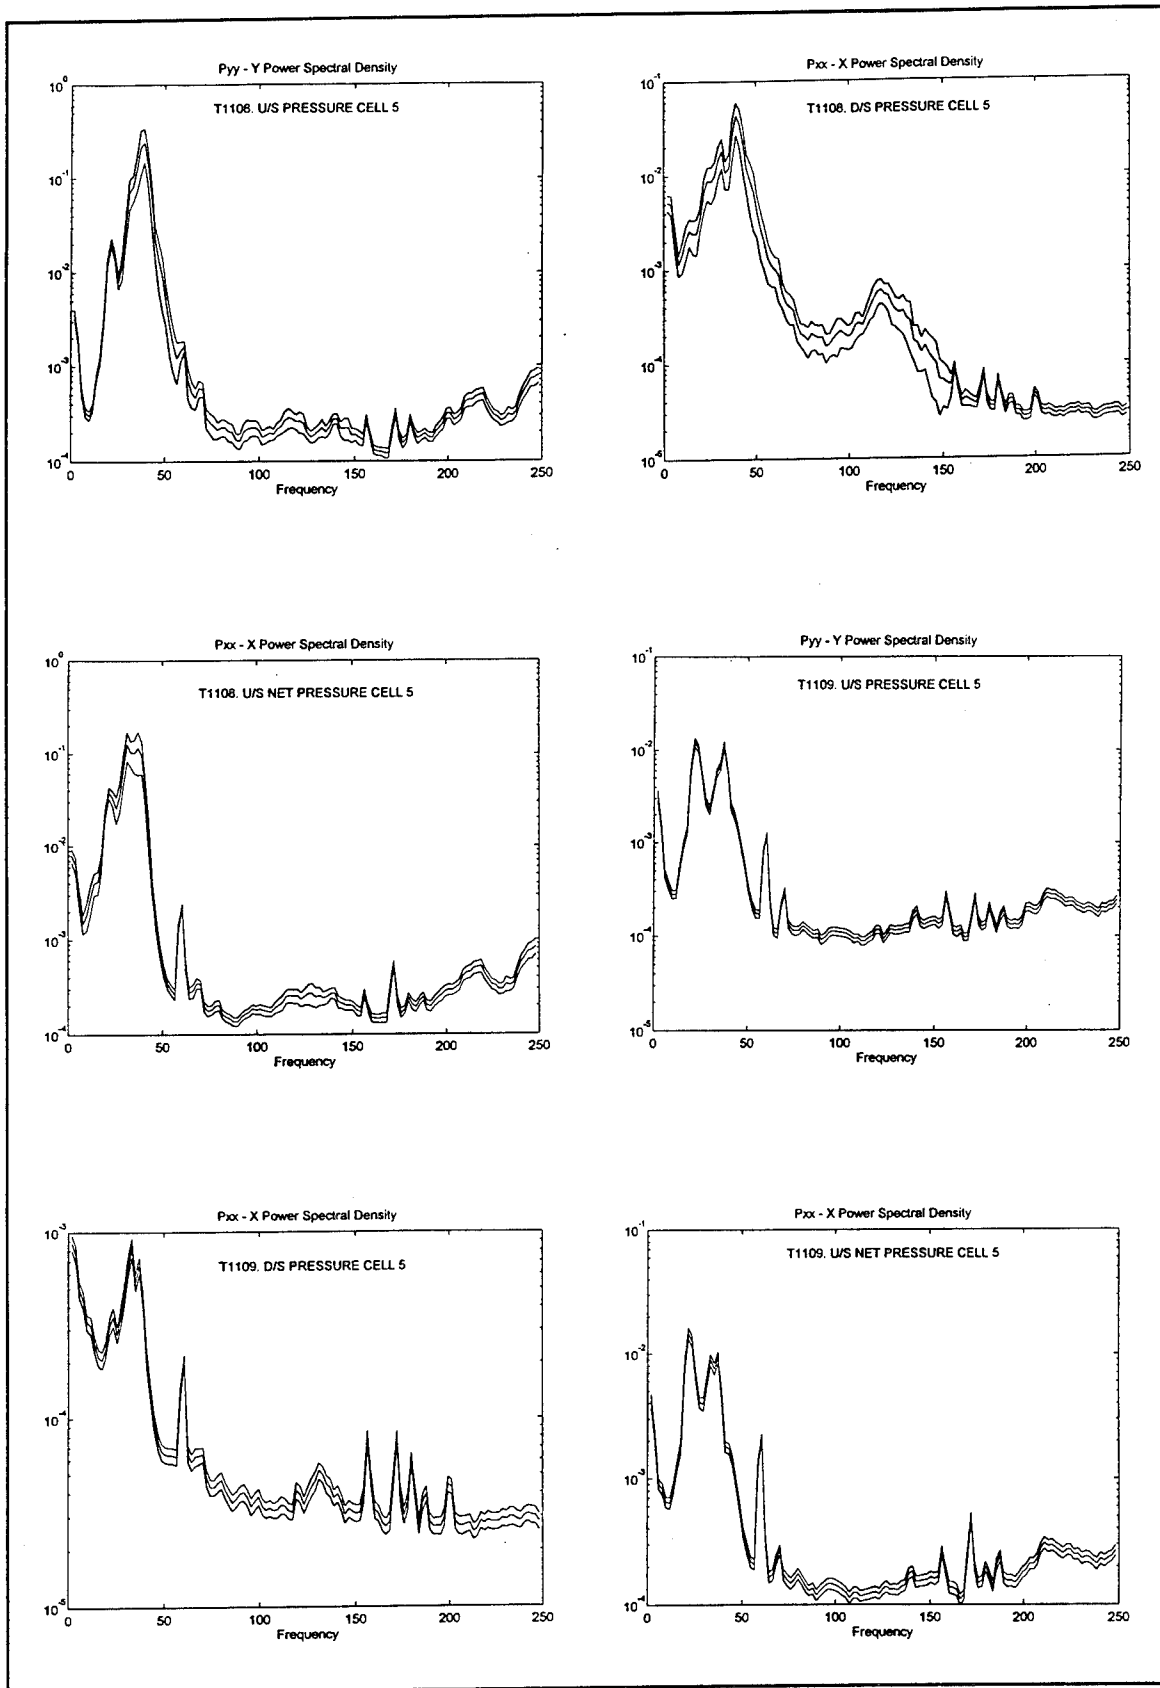 Pyy - Y Power Spectral Density
T1108. U/S PRESSURE CELL 5
10^0
10^-1
10^-2
10^-3
10^-4
0 50 100 150 200 250
Frequency
Pxx - X Power Spectral Density
T1108. D/S PRESSURE CELL 5
10^-1
10^-2
10^-3
10^-4
10^-5
0 50 100 150 200 250
Frequency
Pxx - X Power Spectral Density
T1108. U/S NET PRESSURE CELL 5
10^0
10^-1
10^-2
10^-3
10^-4
0 50 100 150 200 250
Frequency
Pyy - Y Power Spectral Density
T1109. U/S PRESSURE CELL 5
10^-1
10^-2
10^-3
10^-4
10^-5
0 50 100 150 200 250
Frequency
Pxx - X Power Spectral Density
T1109. D/S PRESSURE CELL 5
10^-3
10^-4
10^-5
0 50 100 150 200 250
Frequency
Pxx - X Power Spectral Density
T1109. U/S NET PRESSURE CELL 5
10^-1
10^-2
10^-3
10^-4
0 50 100 150 200 250
Frequency